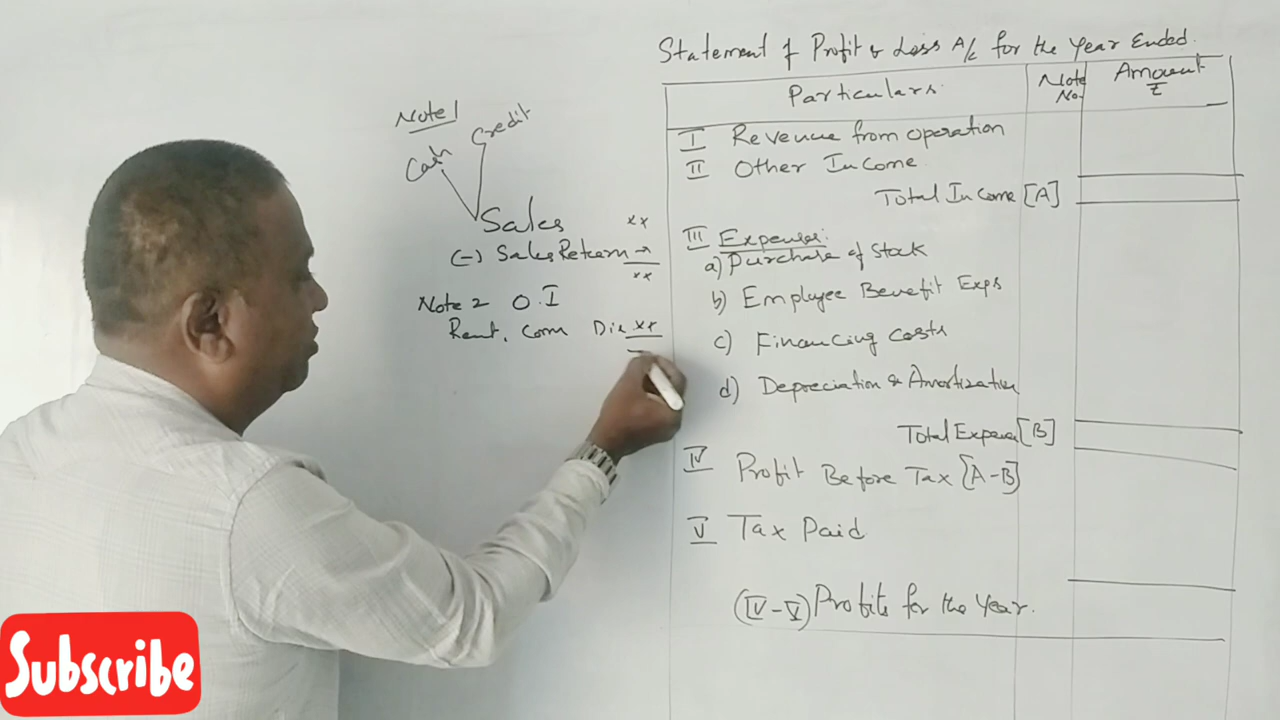 Statement of Profit & Loss A/c for the Year Ended.
Particulars.
Note No.
Amount ₹
I Revenue from operation
II Other Income
Total Income [A]
III Expenses:
a) Purchase of Stock
b) Employee Benefit Exps
c) Financing Costs
d) Depreciation & Amortization
Total Expense [B]
IV Profit Before Tax [A-B]
V Tax Paid
(IV-V) Profits for the Year.
Note 1
Cash Credit
Sales xx
(-) Sales Return →
xx
Note 2 O.I
Rent, Com Dis xx
Subscribe